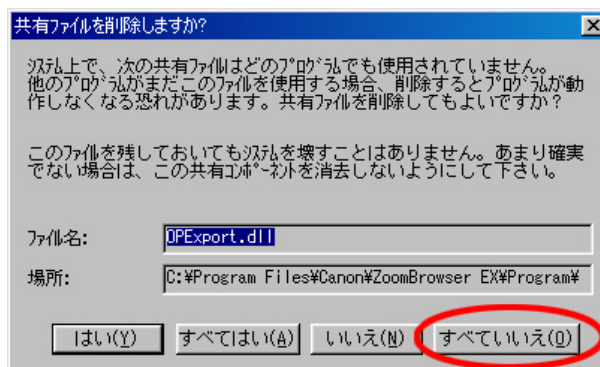 共有ファイルを削除しますか?
システム上で、次の共有ファイルはどのプログラムでも使用されていません。
他のプログラムがまだこのファイルを使用する場合、削除するとプログラムが動
作しなくなる恐れがあります。共有ファイルを削除してもよいですか?
このファイルを残しておいてもシステムを壊すことはありません。あまり確実
でない場合は、この共有コンポーネントを消去しないようにして下さい。
ファイル名: OPExport.dll
場所: C:¥Program Files¥Canon¥ZoomBrowser EX¥Program¥
はい(Y) すべてはい(A) いいえ(N) すべていいえ(O)